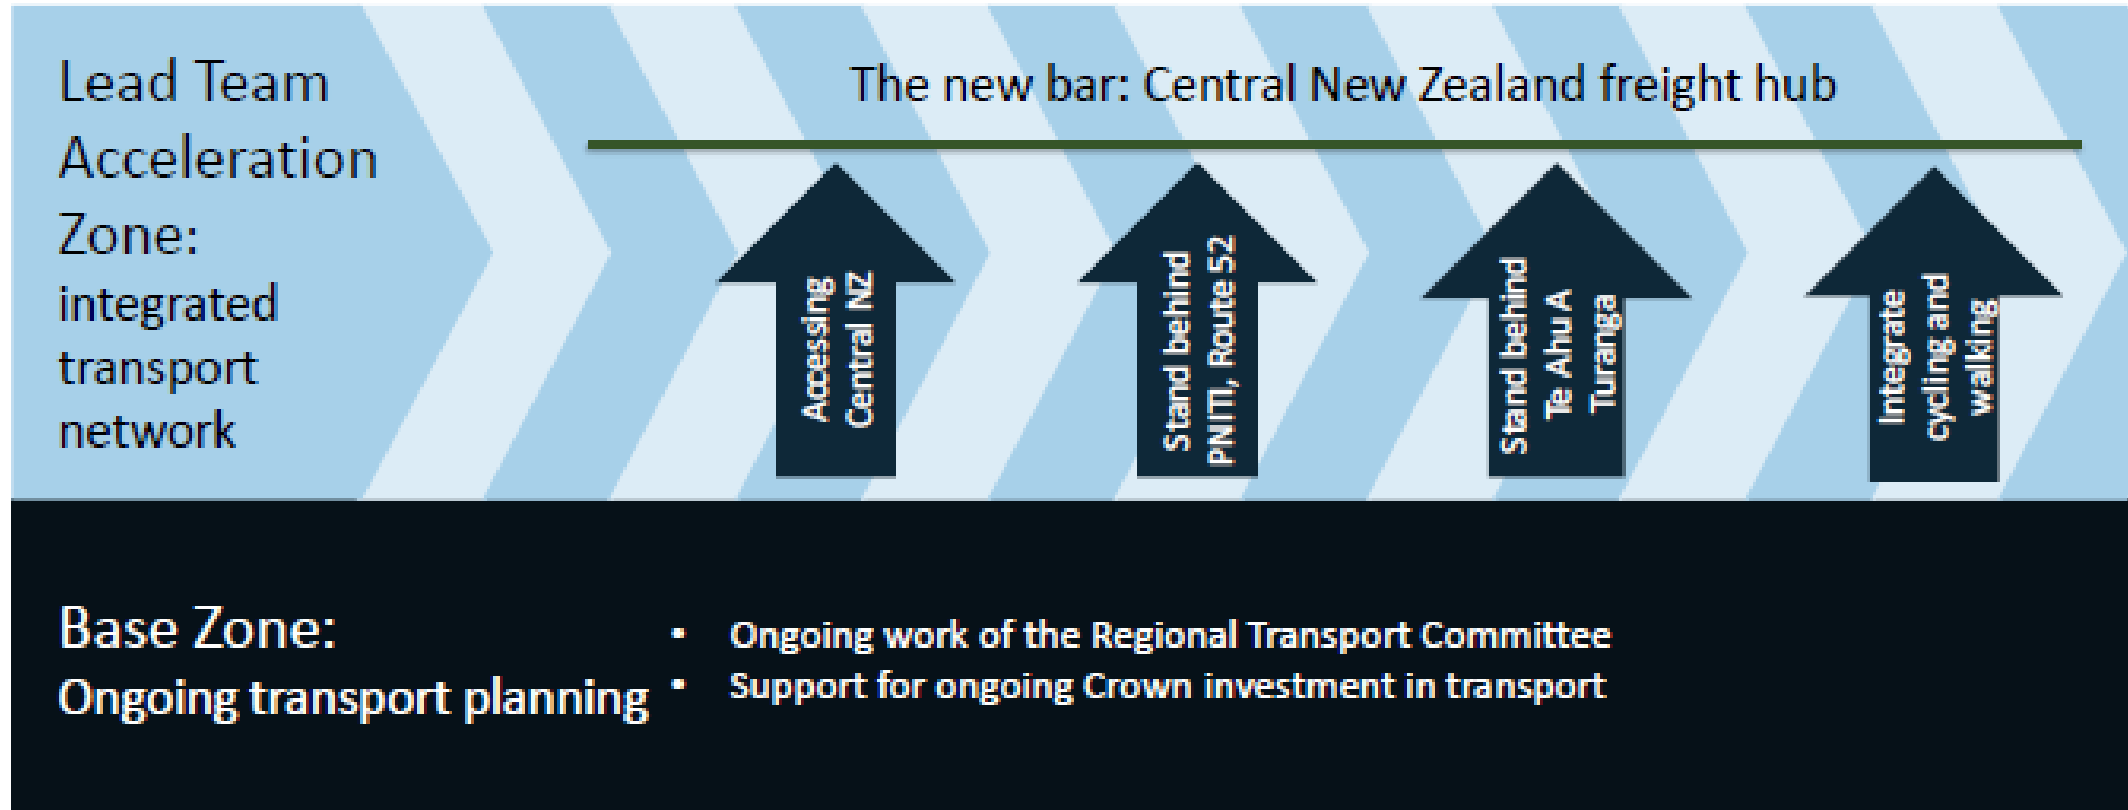 Lead Team
Acceleration
Zone:
integrated
transport
network
The new bar: Central New Zealand freight hub
Accessing
Central NZ
Stand behind
PNITI, Route 52
Stand behind
Te Ahu A
Turanga
Integrate
cycling and
walking
Base Zone:
Ongoing transport planning
• Ongoing work of the Regional Transport Committee
• Support for ongoing Crown investment in transport